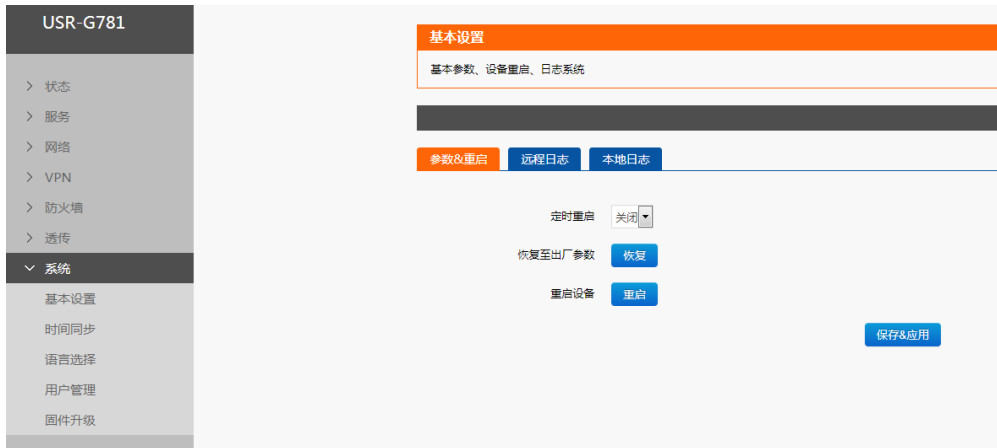 USR-G781
状态
服务
网络
VPN
防火墙
透传
系统
基本设置
时间同步
语言选择
用户管理
固件升级
基本设置
基本参数、设备重启、日志系统
参数&重启 远程日志 本地日志
定时重启 关闭
恢复至出厂参数 恢复
重启设备 重启
保存&应用